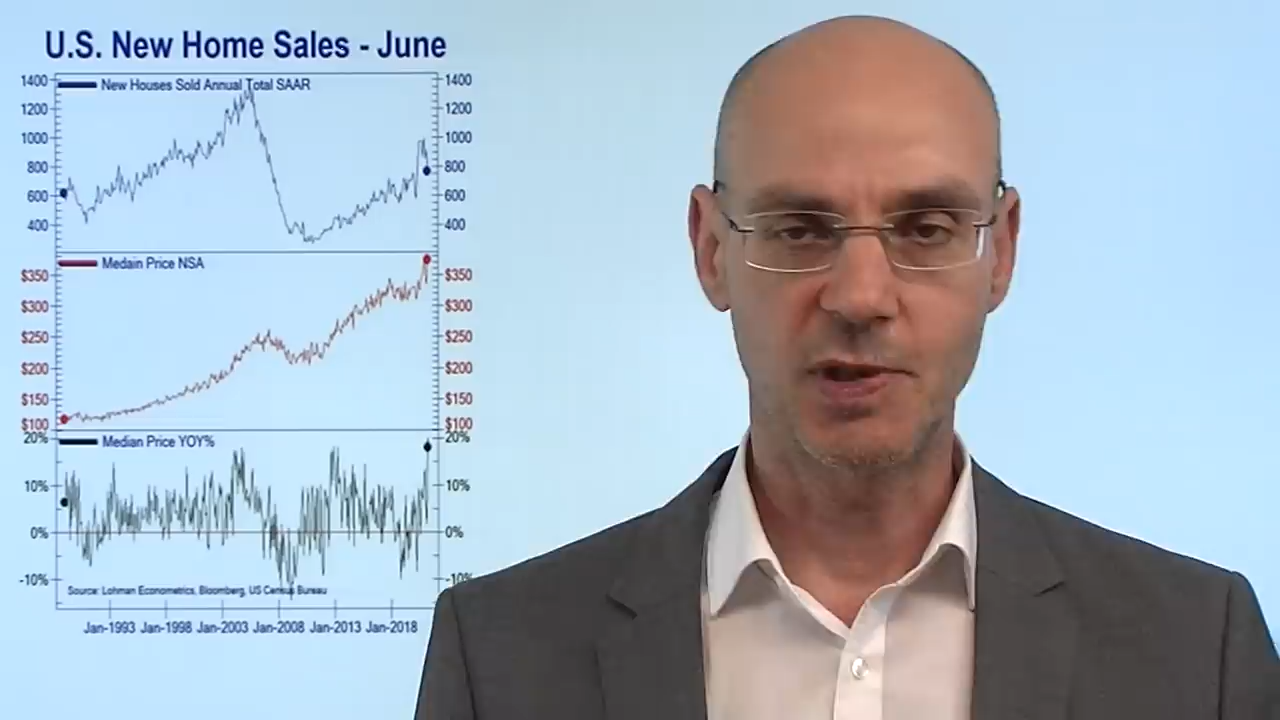 U.S. New Home Sales - June
New Houses Sold Annual Total SAAR
1400 1400
1200 1200
1000 1000
800 800
600 600
400 400
Medain Price NSA
$350 $350
$300 $300
$250 $250
$200 $200
$150 $150
$100 $100
Median Price YOY%
20% 20%
10% 10%
0% 0%
-10% -10%
Source: Lohman Econometrics, Bloomberg, US Census Bureau
Jan-1993 Jan-1998 Jan-2003 Jan-2008 Jan-2013 Jan-2018